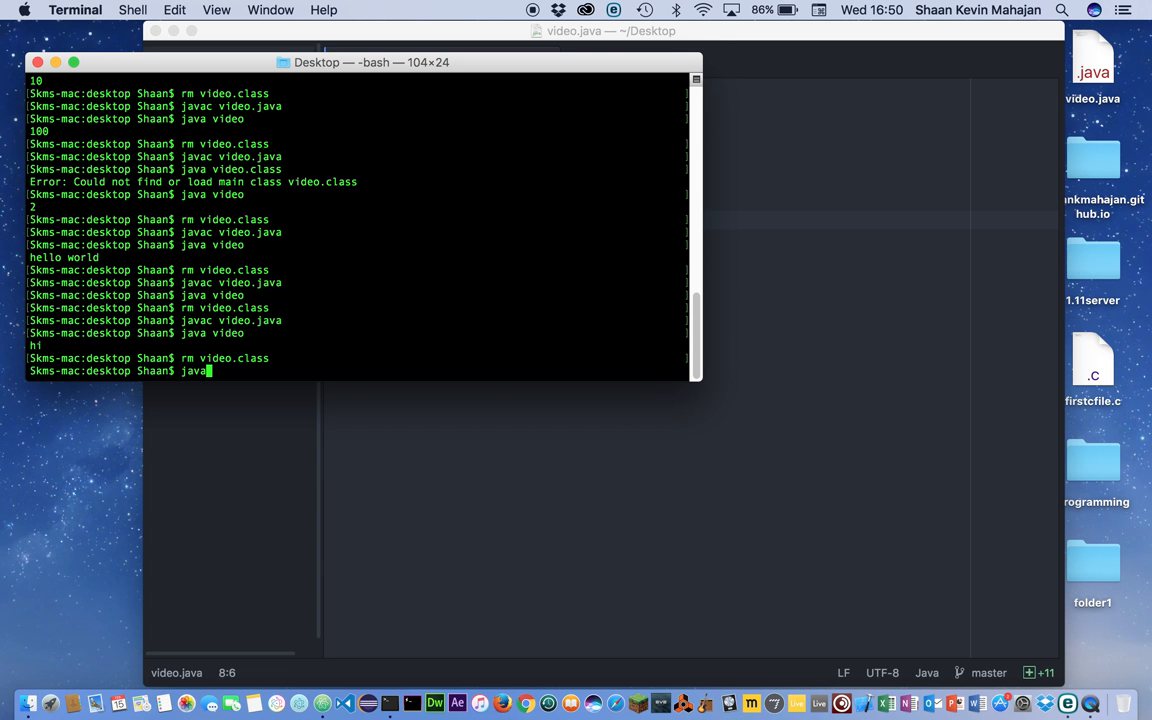 Terminal Shell Edit View Window Help 86% Wed 16:50 Shaan Kevin Mahajan
video.java — ~/Desktop
Desktop — -bash — 104×24
10
[Skms-mac:desktop Shaan$ rm video.class ]
[Skms-mac:desktop Shaan$ javac video.java ]
[Skms-mac:desktop Shaan$ java video ]
100
[Skms-mac:desktop Shaan$ rm video.class ]
[Skms-mac:desktop Shaan$ javac video.java ]
[Skms-mac:desktop Shaan$ java video.class ]
Error: Could not find or load main class video.class
[Skms-mac:desktop Shaan$ java video ]
2
[Skms-mac:desktop Shaan$ rm video.class ]
[Skms-mac:desktop Shaan$ javac video.java ]
[Skms-mac:desktop Shaan$ java video ]
hello world
[Skms-mac:desktop Shaan$ rm video.class ]
[Skms-mac:desktop Shaan$ javac video.java ]
[Skms-mac:desktop Shaan$ java video ]
[Skms-mac:desktop Shaan$ rm video.class ]
[Skms-mac:desktop Shaan$ javac video.java ]
[Skms-mac:desktop Shaan$ java video ]
hi
[Skms-mac:desktop Shaan$ rm video.class ]
Skms-mac:desktop Shaan$ java
.java
video.java
ankmahajan.git
hub.io
1.11server
.c
firstcfile.c
rogramming
folder1
video.java 8:6 LF UTF-8 Java master +11
15 Dw Ae Live Live